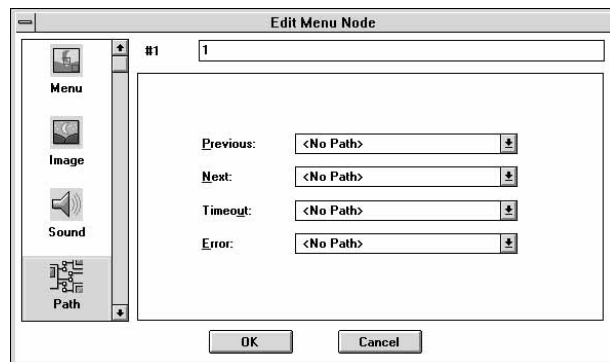 Edit Menu Node
#1 1
Menu
Image
Sound
Path
Previous: <No Path>
Next: <No Path>
Timeout: <No Path>
Error: <No Path>
OK Cancel